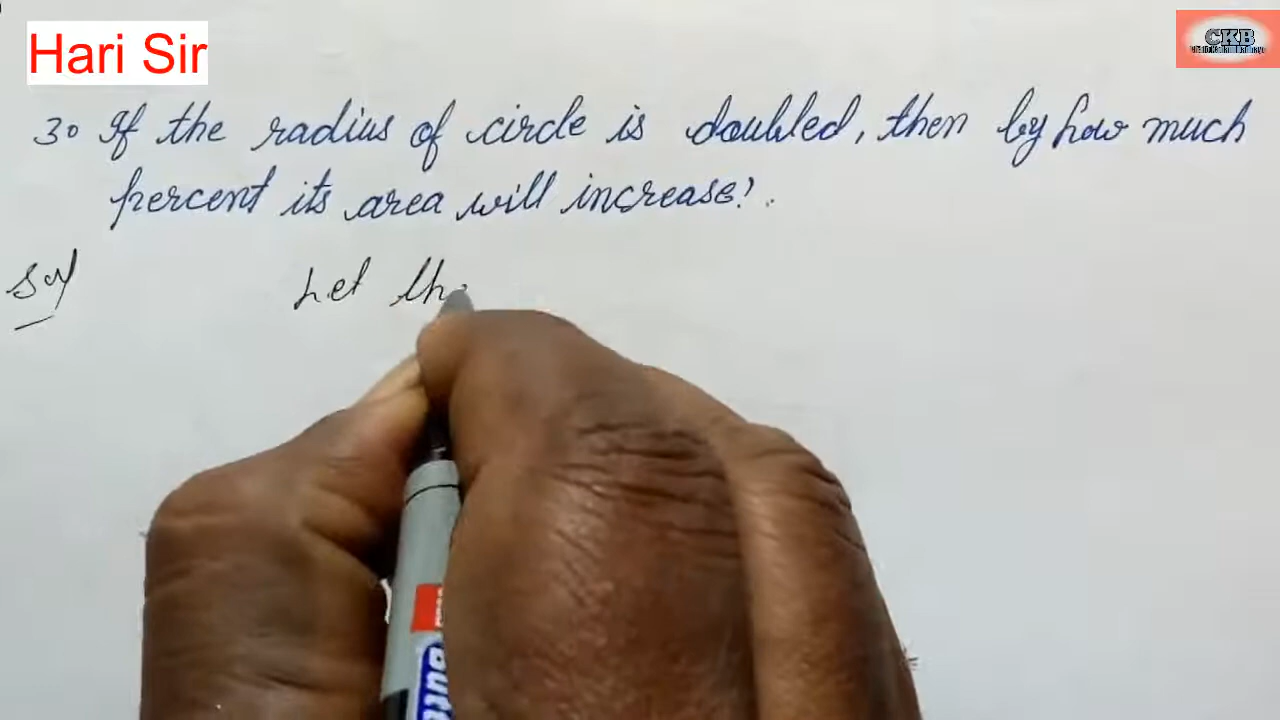 Hari Sir
CKB
30 If the radius of circle is doubled, then by how much
percent its area will increase?.
Sol
Let the